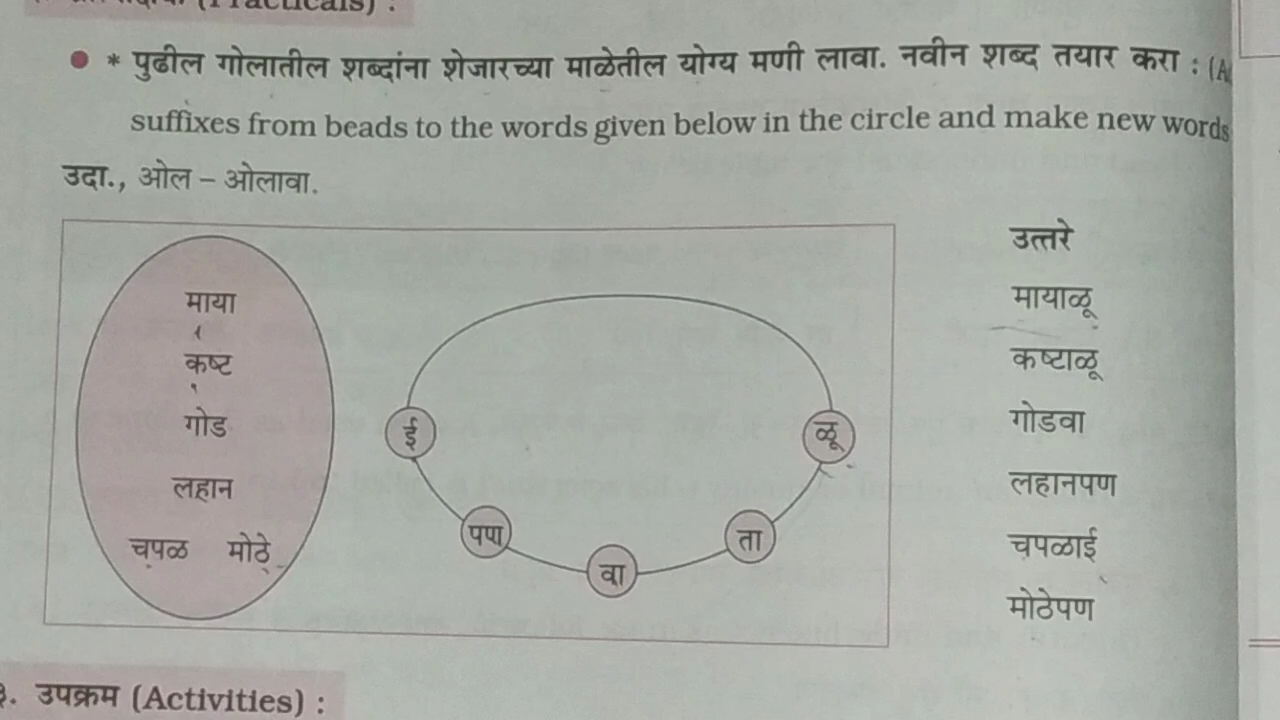 (Practicals) :
* पुढील गोलातील शब्दांना शेजारच्या माळेतील योग्य मणी लावा. नवीन शब्द तयार करा :
suffixes from beads to the words given below in the circle and make new words
उदा., ओल – ओलावा.
माया
कष्ट
गोड
लहान
चपळ मोठे
ई
पण
वा
ता
ळू
उत्तरे
मायाळू
कष्टाळू
गोडवा
लहानपण
चपळाई
मोठेपण
३. उपक्रम (Activities) :